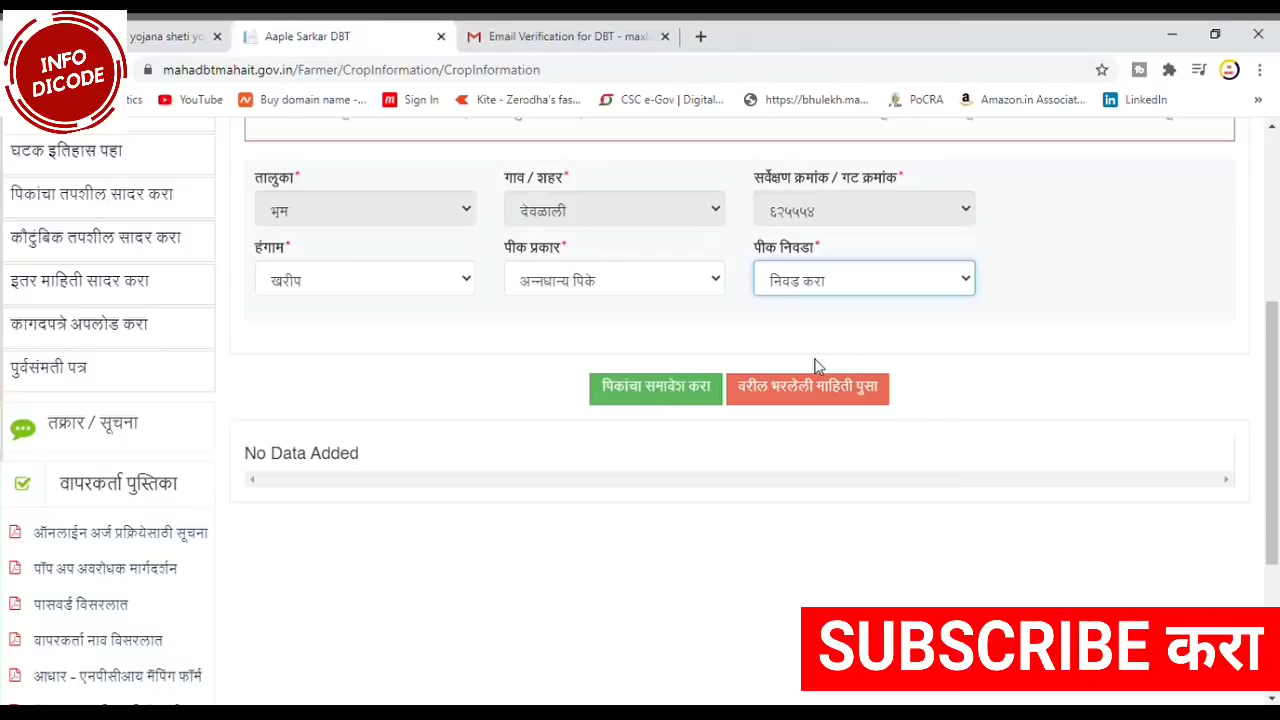 INFO
DICODE
yojana sheti yo
Aaple Sarkar DBT
Email Verification for DBT - maxl
mahadbtmahait.gov.in/Farmer/CropInformation/CropInformation
tics
YouTube
Buy domain name -...
Sign In
Kite - Zerodha's fas...
CSC e-Gov | Digital...
https://bhulekh.ma...
PoCRA
Amazon.in Associat...
LinkedIn
घटक इतिहास पहा
पिकांचा तपशील सादर करा
कौटुंबिक तपशील सादर करा
इतर माहिती सादर करा
कागदपत्रे अपलोड करा
पुर्वसंमती पत्र
तक्रार / सूचना
वापरकर्ता पुस्तिका
ऑनलाईन अर्ज प्रक्रियेसाठी सूचना
पॉप अप अवरोधक मार्गदर्शन
पासवर्ड विसरलात
वापरकर्ता नाव विसरलात
आधार - एनपीसीआय मॅपिंग फॉर्म
तालुका*
गाव / शहर*
सर्वेक्षण क्रमांक / गट क्रमांक*
भूम
देवळाली
६२५५५४
हंगाम*
पीक प्रकार*
पीक निवडा*
खरीप
अन्नधान्य पिके
निवड करा
पिकांचा समावेश करा
वरील भरलेली माहिती पुसा
No Data Added
SUBSCRIBE करा